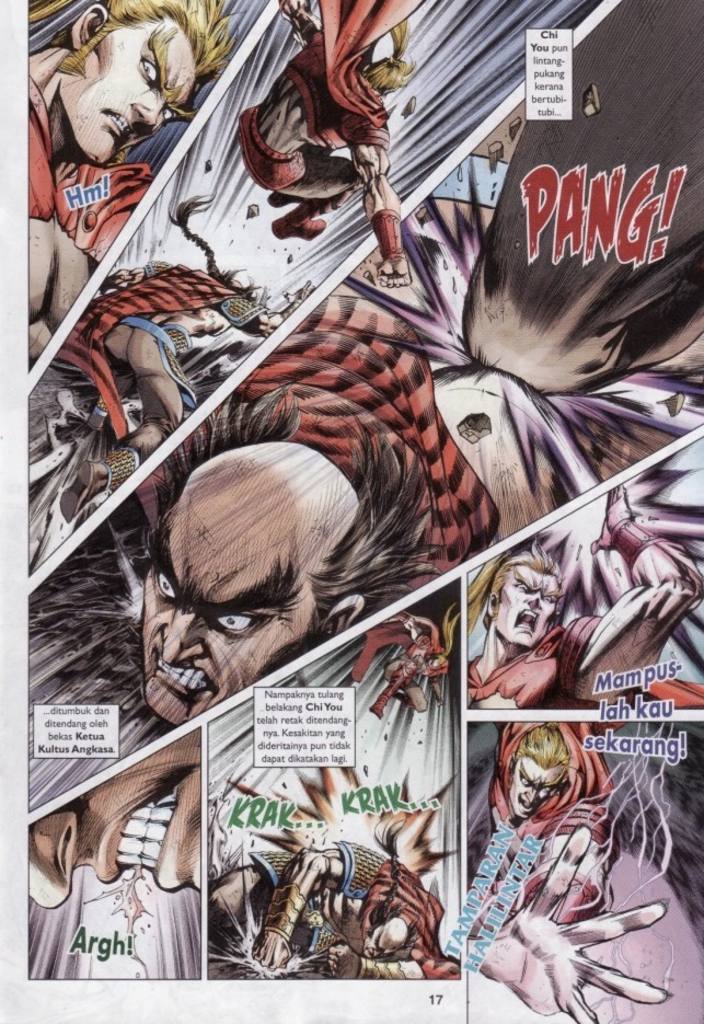 Hm!
Chi
You pun
lintang-
pukang
kerana
bertubi-
tubi...
PANG!
...ditumbuk dan
ditendang oleh
bekas Ketua
Kultus Angkasa.
Nampaknya tulang
belakang Chi You
telah retak ditendang-
nya. Kesakitan yang
dideritainya pun tidak
dapat dikatakan lagi.
Mampus-
lah kau
sekarang!
Argh!
KRAK... KRAK...
TAMPARAN
HALILINTAR
17